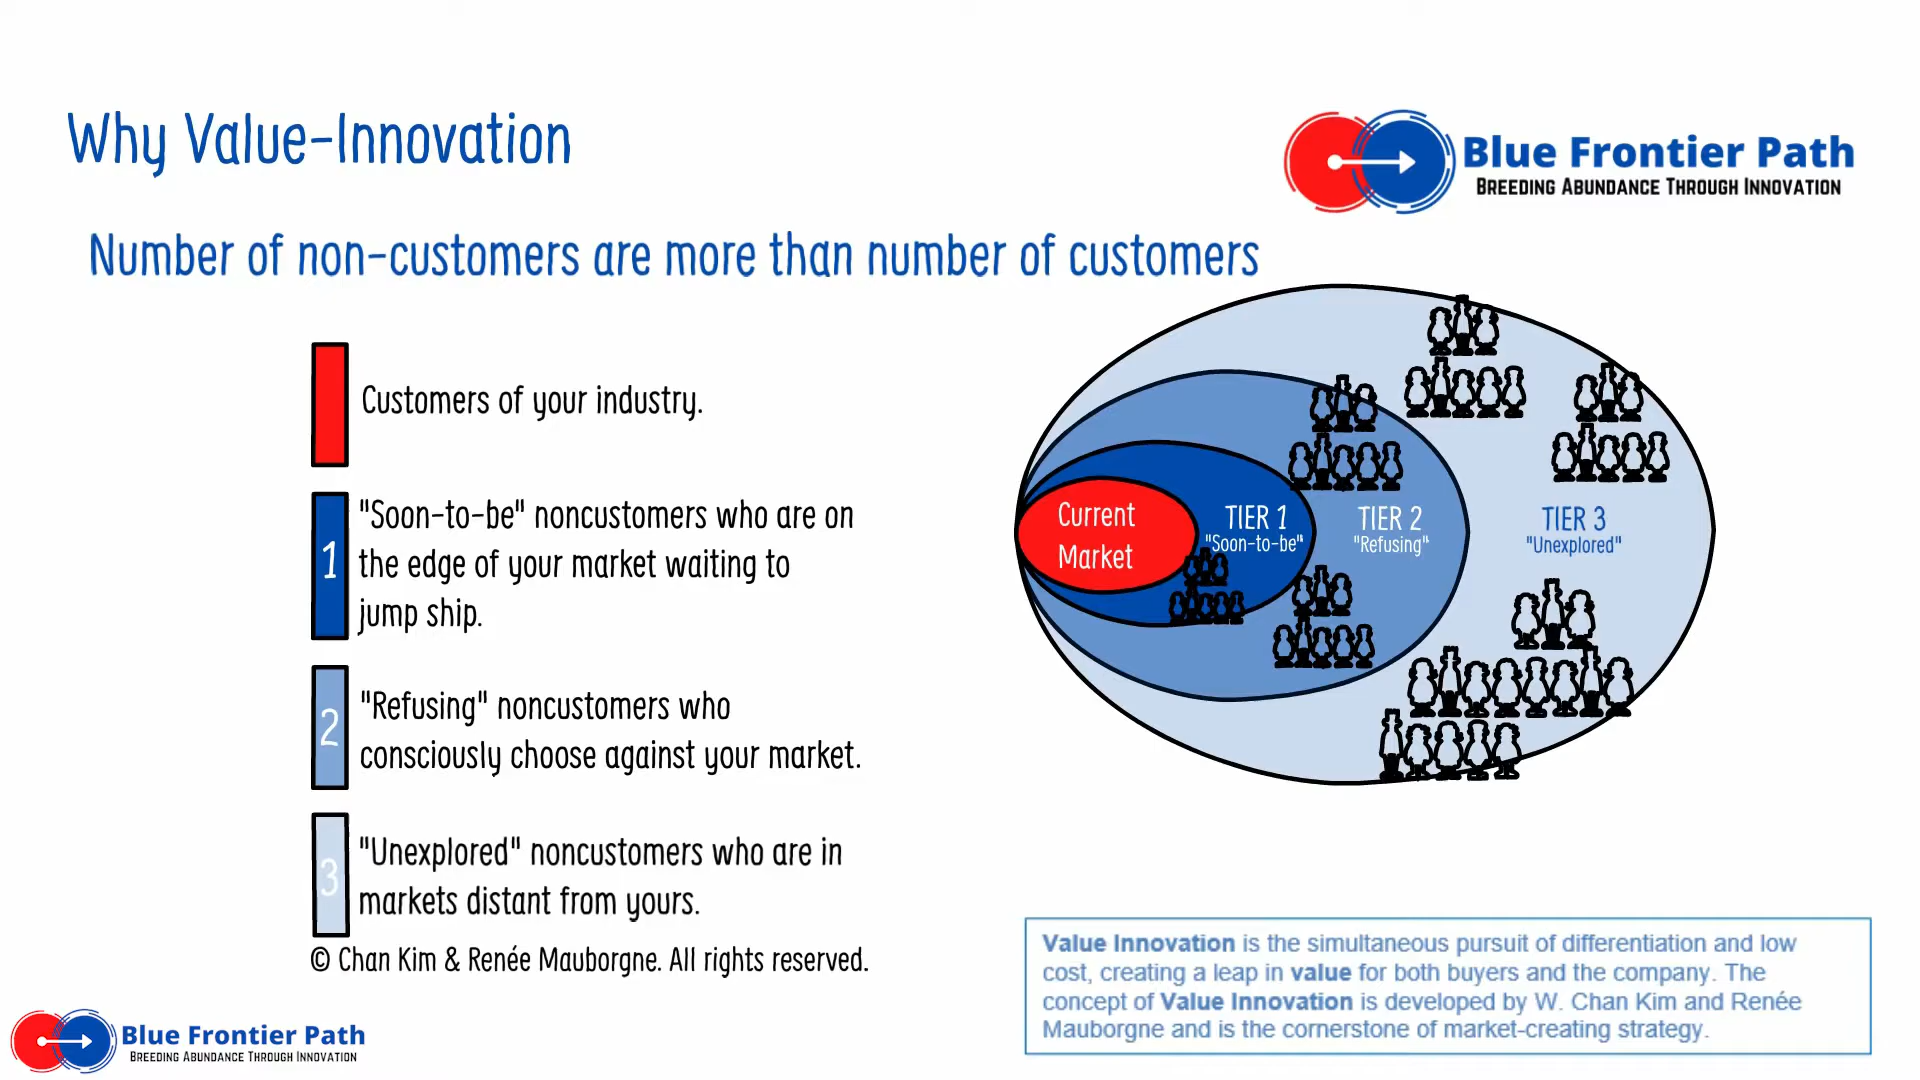 Why Value-Innovation
Blue Frontier Path
BREEDING ABUNDANCE THROUGH INNOVATION
Number of non-customers are more than number of customers
Customers of your industry.
1
"Soon-to-be" noncustomers who are on
the edge of your market waiting to
jump ship.
2
"Refusing" noncustomers who
consciously choose against your market.
3
"Unexplored" noncustomers who are in
markets distant from yours.
© Chan Kim & Renée Mauborgne. All rights reserved.
Current
Market
TIER 1
"Soon-to-be"
TIER 2
"Refusing"
TIER 3
"Unexplored"
Value Innovation is the simultaneous pursuit of differentiation and low
cost, creating a leap in value for both buyers and the company. The
concept of Value Innovation is developed by W. Chan Kim and Renée
Mauborgne and is the cornerstone of market-creating strategy.
Blue Frontier Path
BREEDING ABUNDANCE THROUGH INNOVATION